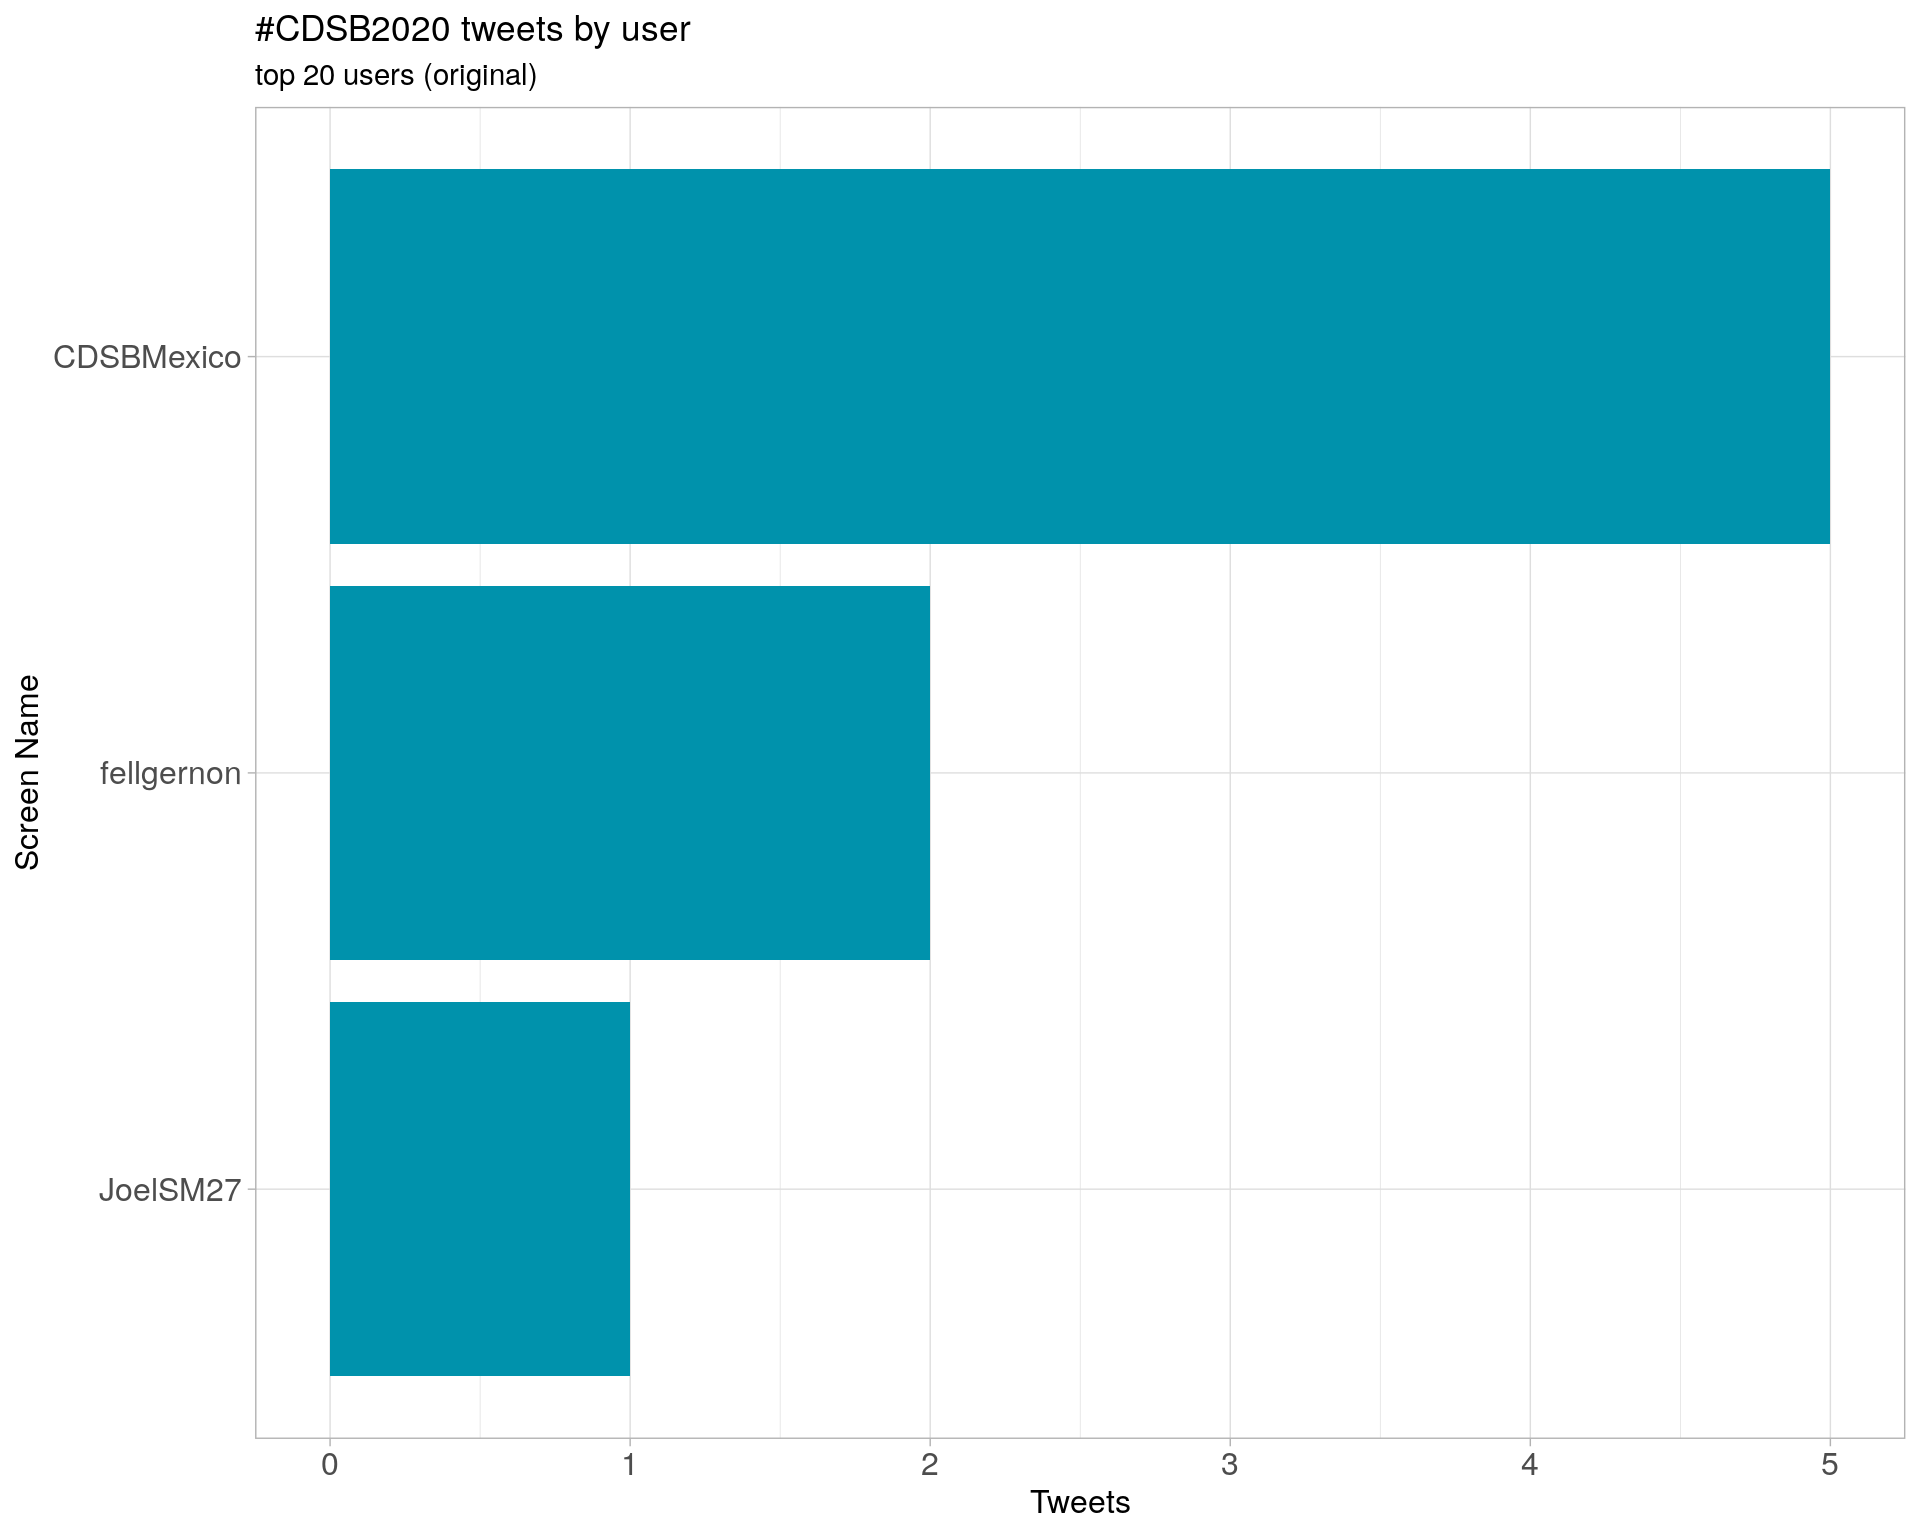 #CDSB2020 tweets by user
top 20 users (original)
Screen Name
CDSBMexico
fellgernon
JoelSM27
0 1 2 3 4 5
Tweets